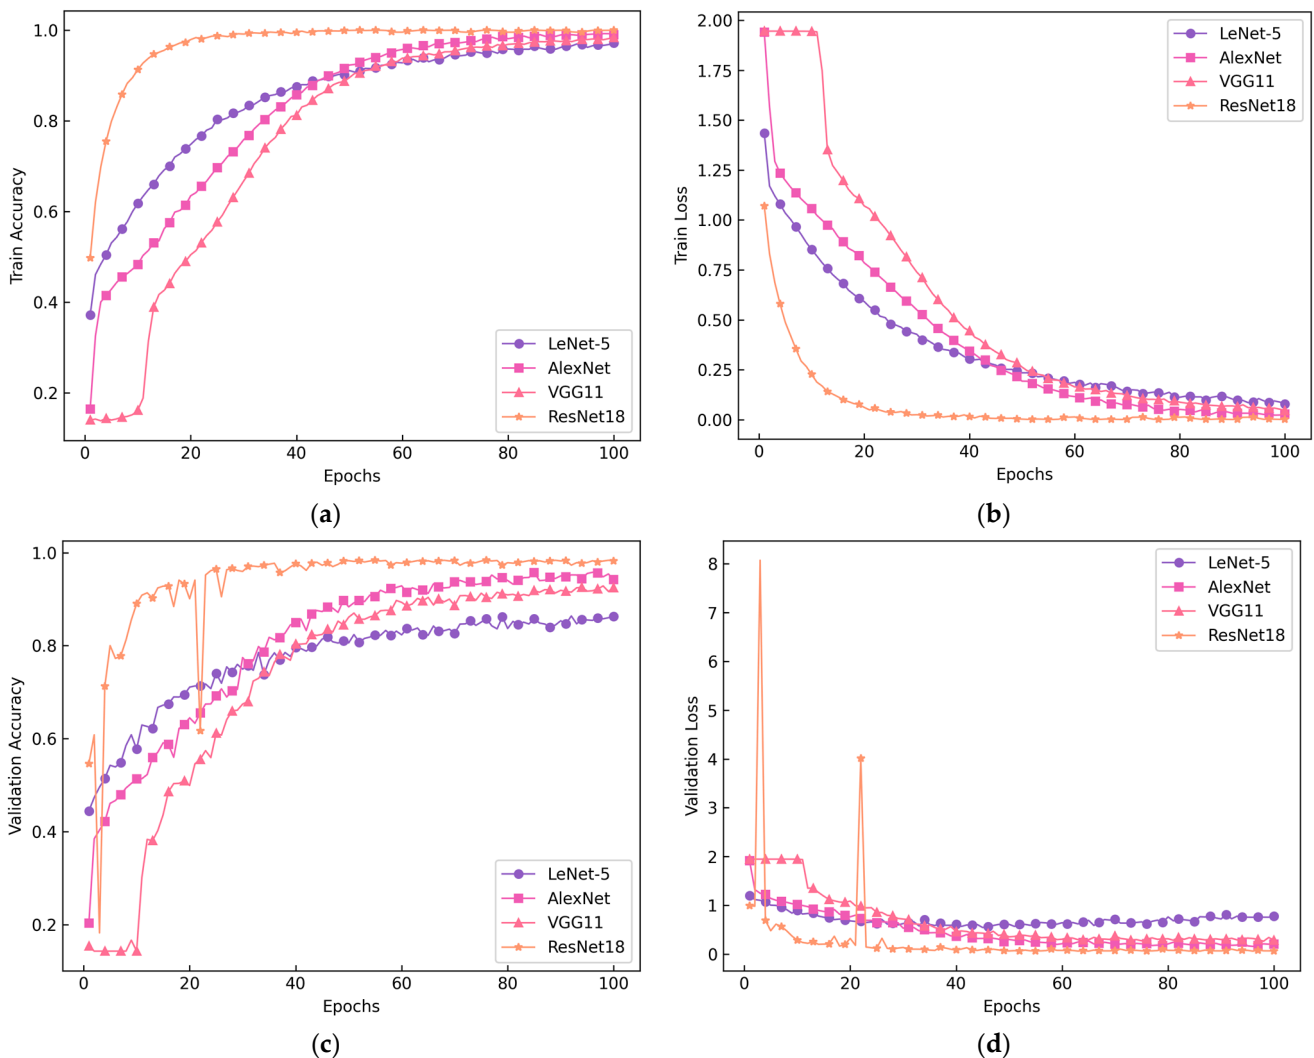 1.0
0.8
0.6
0.4
0.2
Train Accuracy
LeNet-5
AlexNet
VGG11
ResNet18
0 20 40 60 80 100
Epochs
(a)
2.00
1.75
1.50
1.25
1.00
0.75
0.50
0.25
0.00
Train Loss
LeNet-5
AlexNet
VGG11
ResNet18
0 20 40 60 80 100
Epochs
(b)
1.0
0.8
0.6
0.4
0.2
Validation Accuracy
LeNet-5
AlexNet
VGG11
ResNet18
0 20 40 60 80 100
Epochs
(c)
8
7
6
5
4
3
2
1
0
Validation Loss
LeNet-5
AlexNet
VGG11
ResNet18
0 20 40 60 80 100
Epochs
(d)